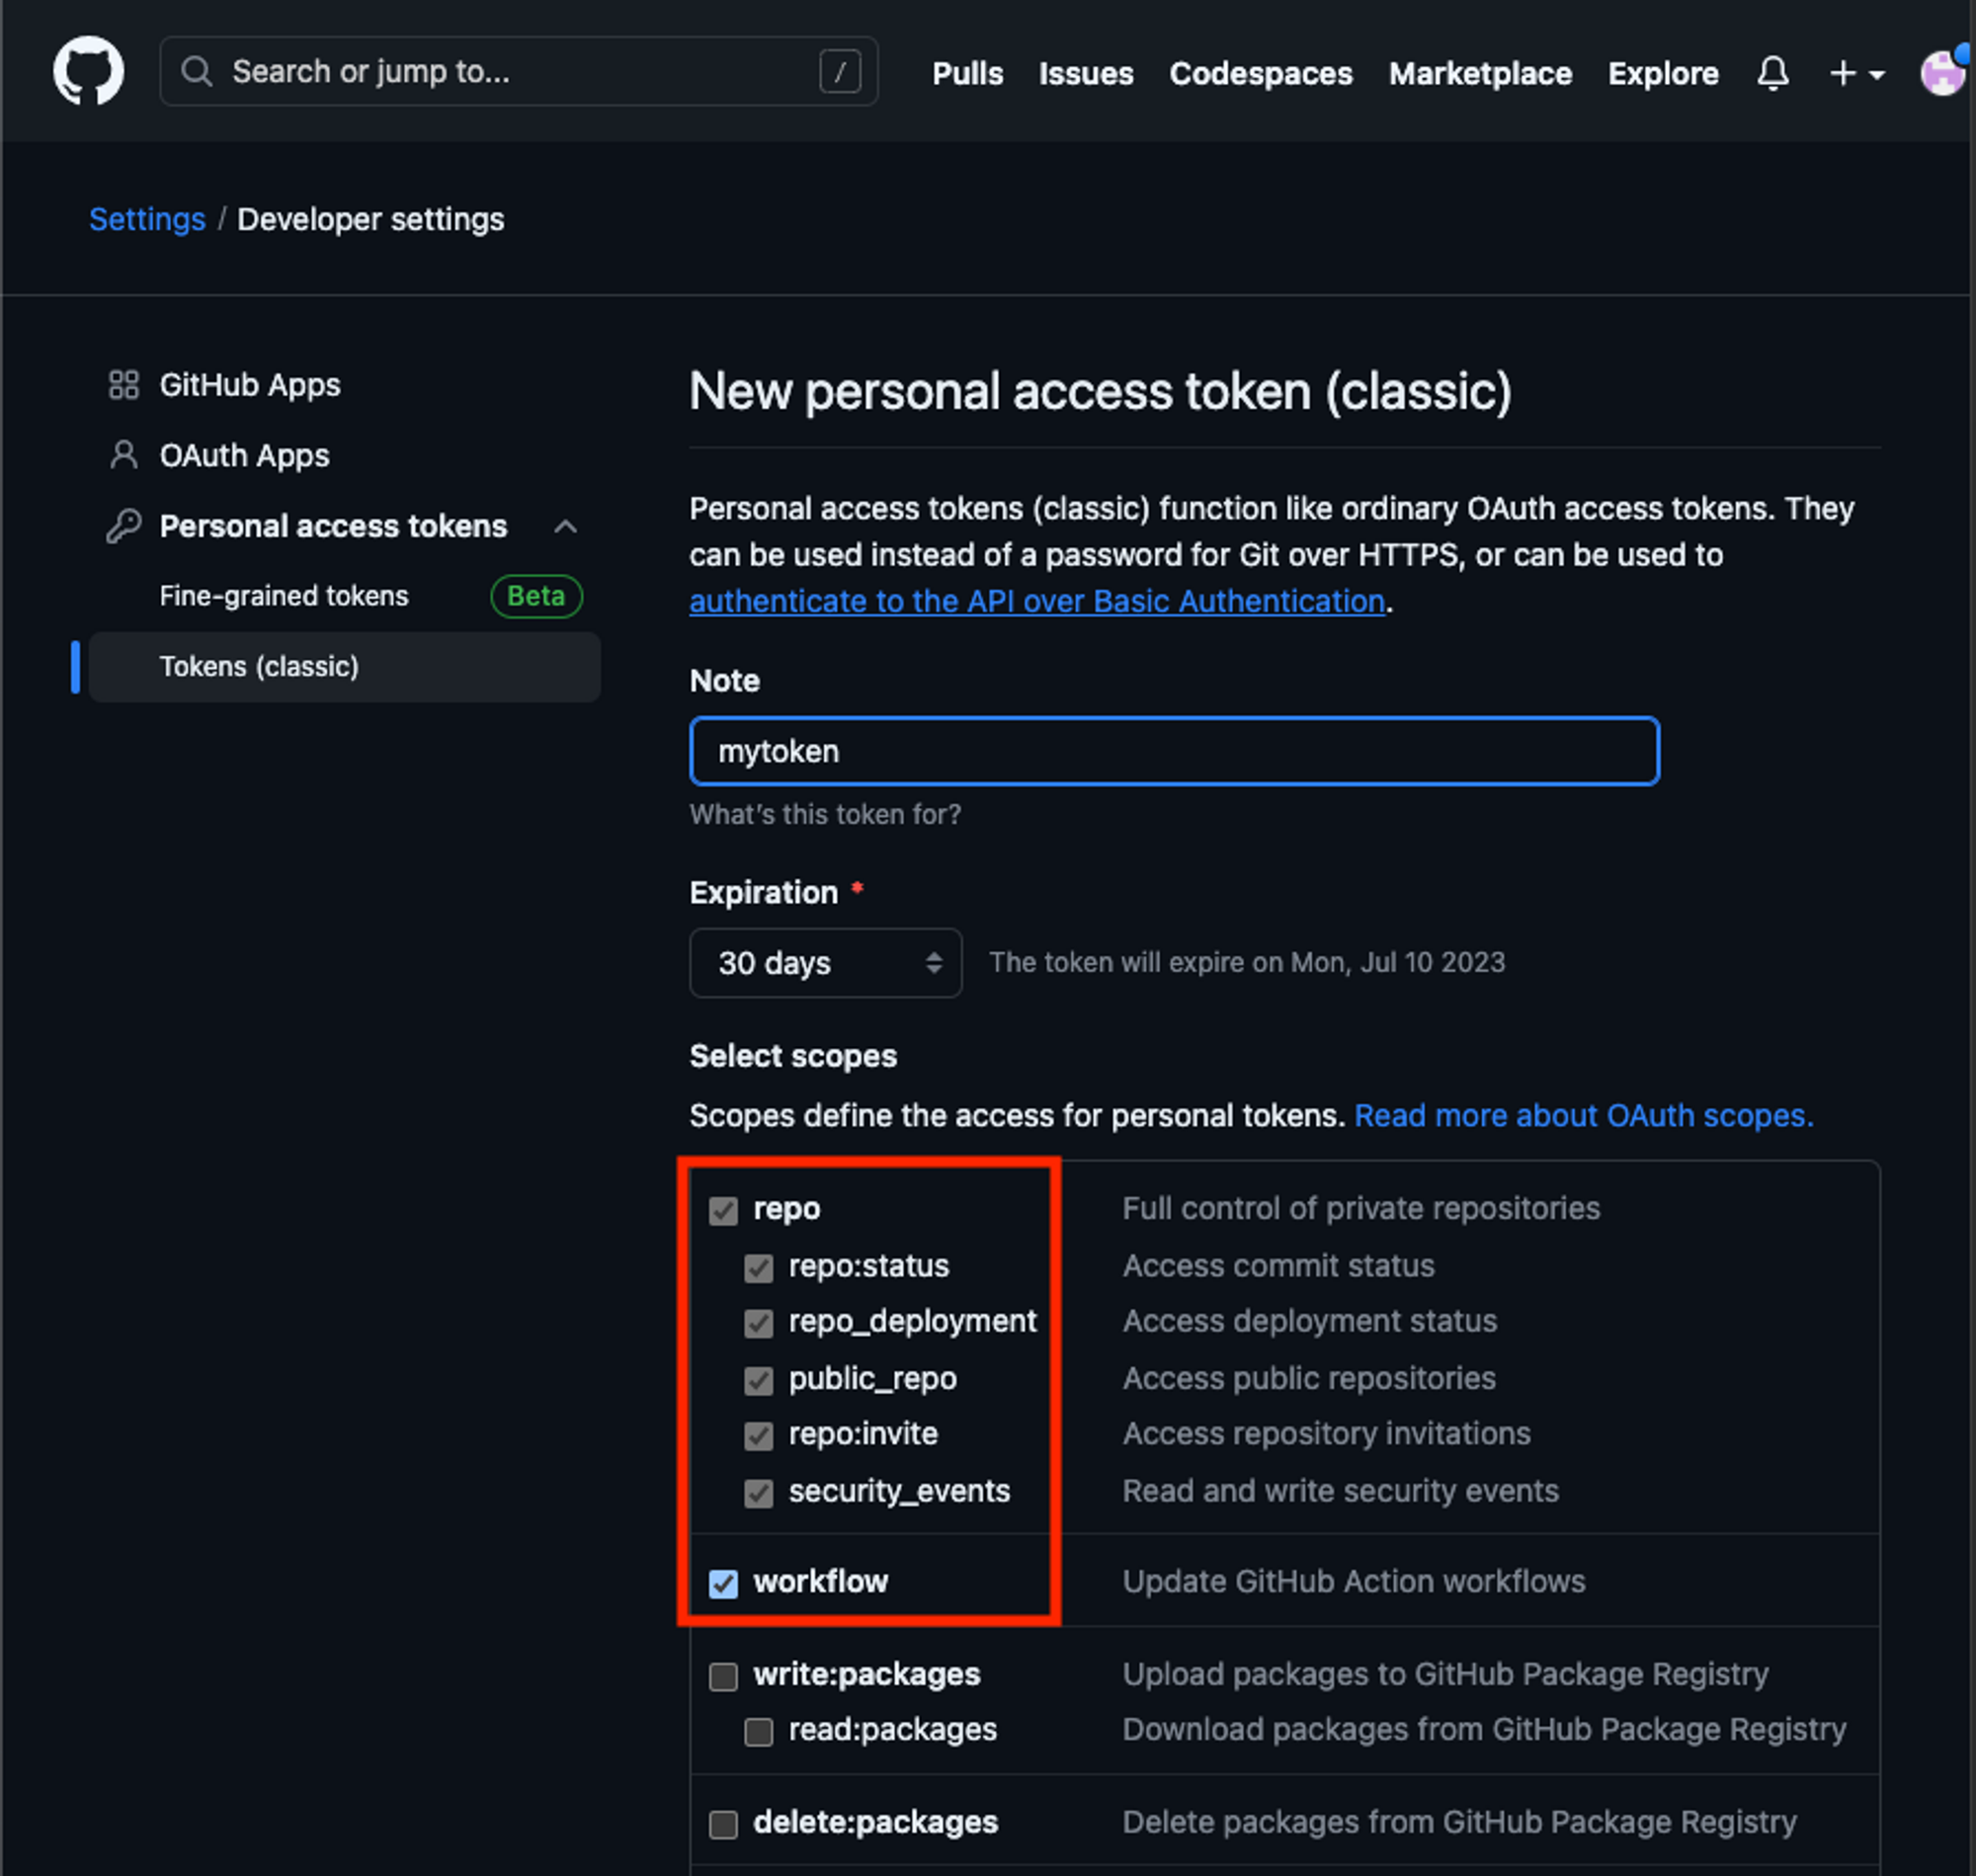 Search or jump to...
/
Pulls
Issues
Codespaces
Marketplace
Explore
Settings / Developer settings
GitHub Apps
OAuth Apps
Personal access tokens
Fine-grained tokens
Beta
Tokens (classic)
New personal access token (classic)
Personal access tokens (classic) function like ordinary OAuth access tokens. They
can be used instead of a password for Git over HTTPS, or can be used to
authenticate to the API over Basic Authentication.
Note
mytoken
What's this token for?
Expiration *
30 days
The token will expire on Mon, Jul 10 2023
Select scopes
Scopes define the access for personal tokens. Read more about OAuth scopes.
repo
Full control of private repositories
repo:status
Access commit status
repo_deployment
Access deployment status
public_repo
Access public repositories
repo:invite
Access repository invitations
security_events
Read and write security events
workflow
Update GitHub Action workflows
write:packages
Upload packages to GitHub Package Registry
read:packages
Download packages from GitHub Package Registry
delete:packages
Delete packages from GitHub Package Registry